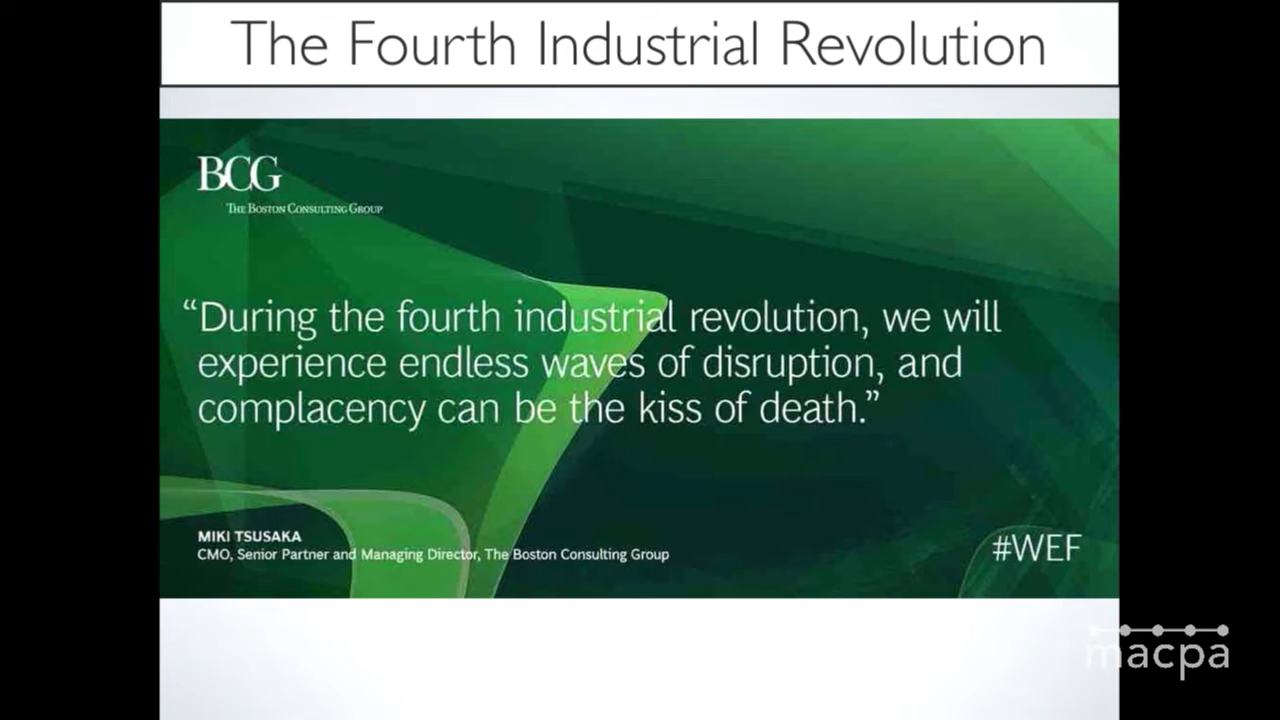 The Fourth Industrial Revolution
BCG
THE BOSTON CONSULTING GROUP
“During the fourth industrial revolution, we will
experience endless waves of disruption, and
complacency can be the kiss of death.”
MIKI TSUSAKA
CMO, Senior Partner and Managing Director, The Boston Consulting Group
#WEF
macpa